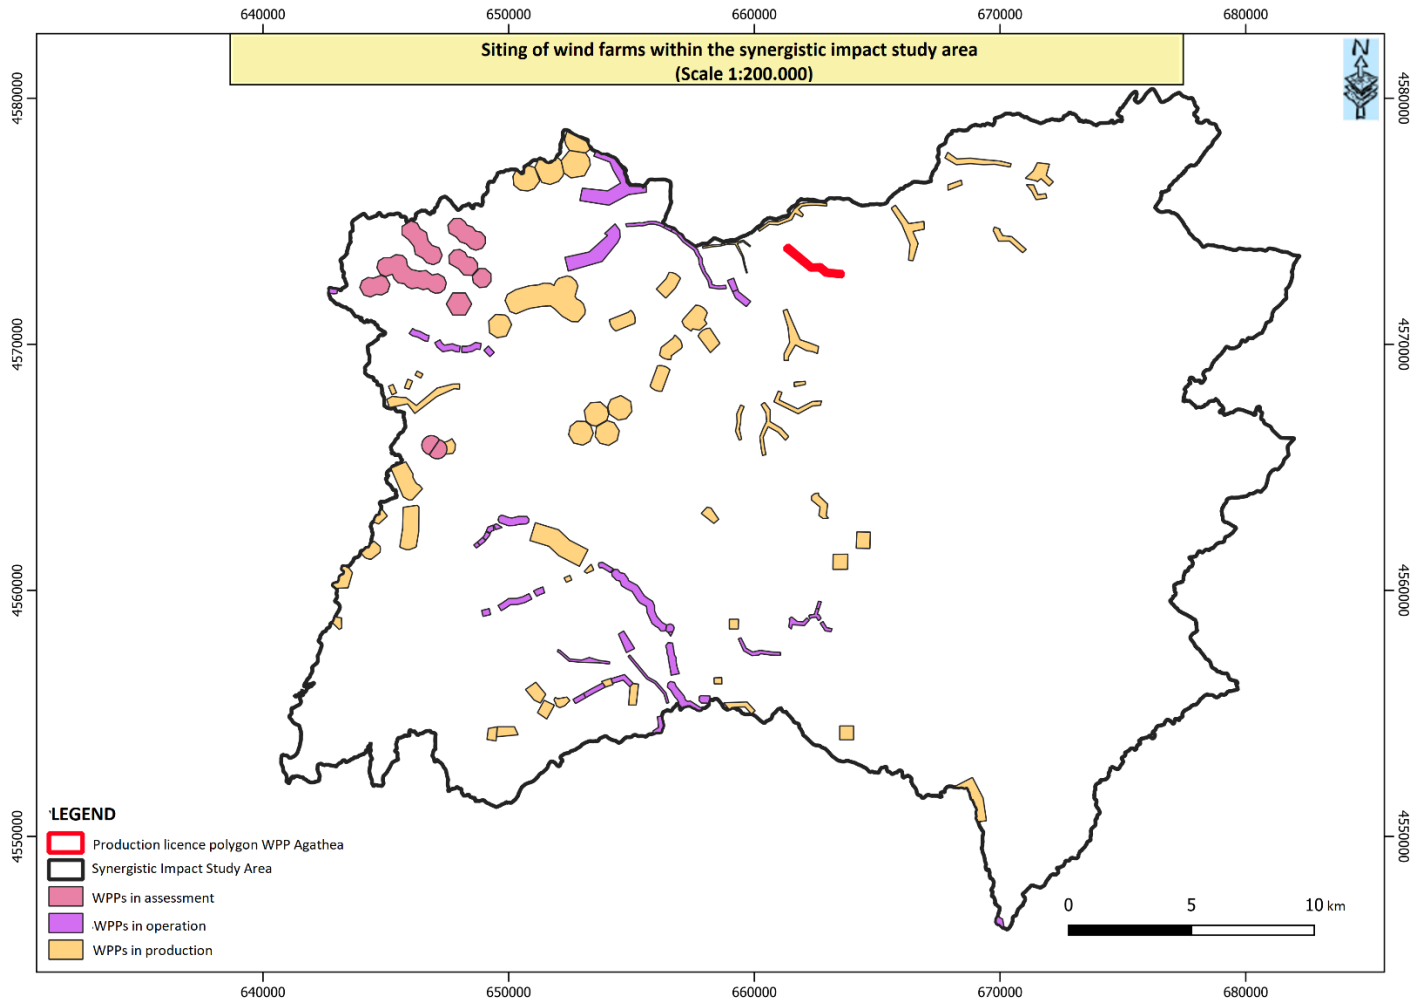 640000 650000 660000 670000 680000
Siting of wind farms within the synergistic impact study area
(Scale 1:200.000)
N
4580000 4580000
4570000 4570000
4560000 4560000
4550000 4550000
LEGEND
Production licence polygon WPP Agathea
Synergistic Impact Study Area
WPPs in assessment
WPPs in operation
WPPs in production
0 5 10 km
640000 650000 660000 670000 680000